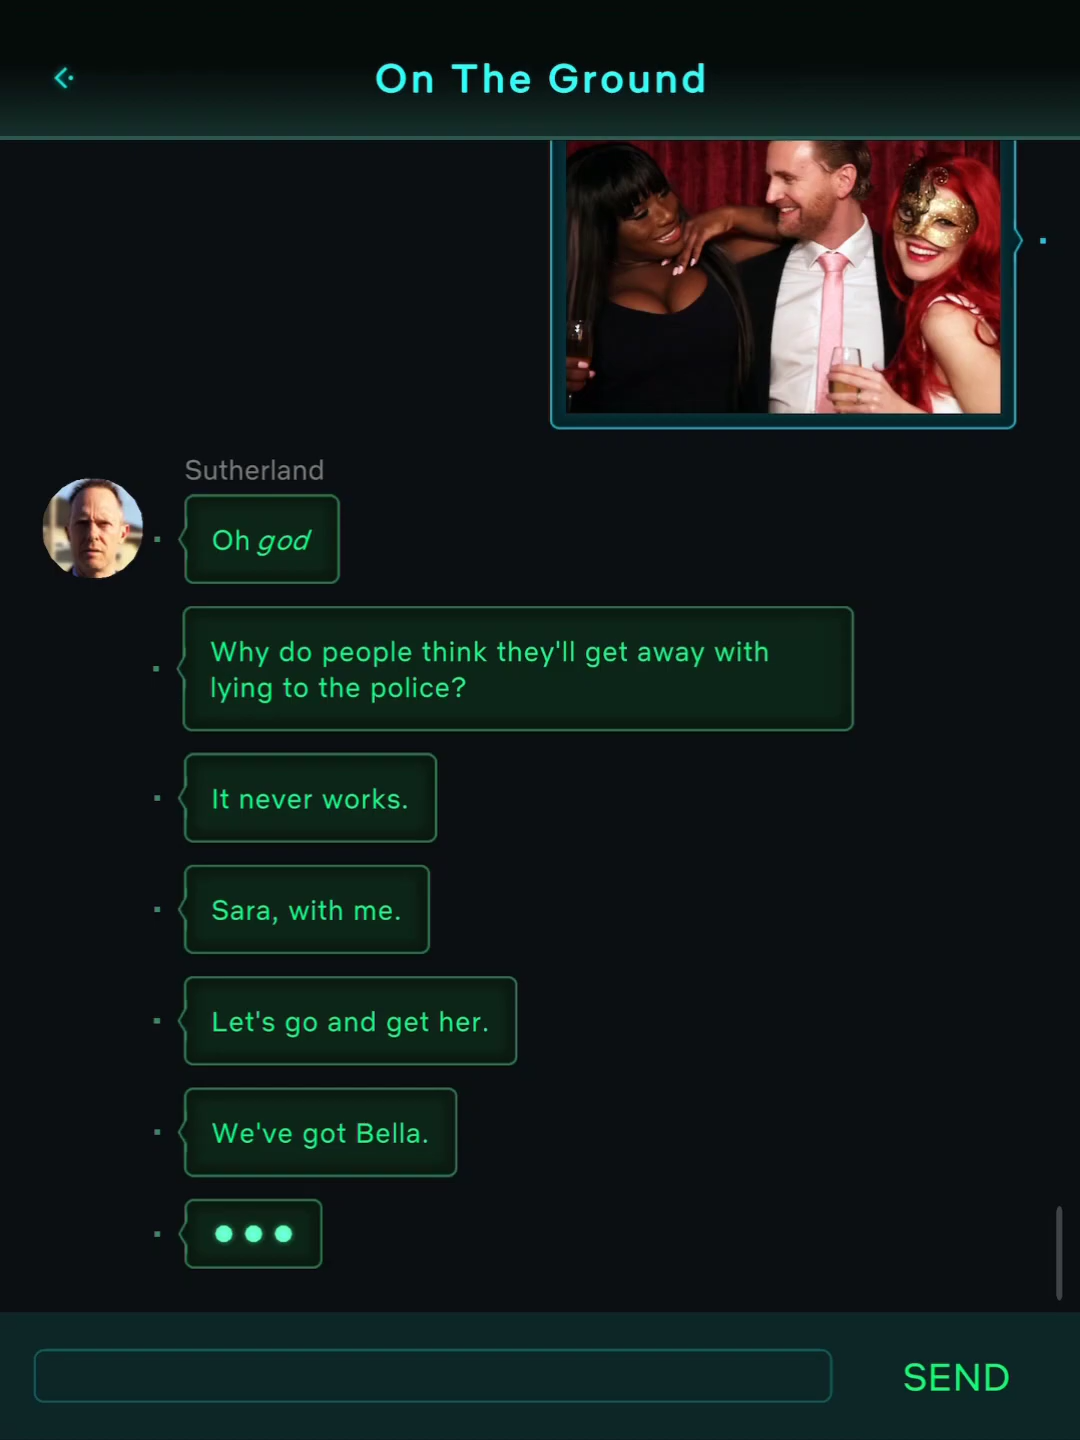 On The Ground
Sutherland
Oh god
Why do people think they'll get away with
lying to the police?
It never works.
Sara, with me.
Let's go and get her.
We've got Bella.
SEND